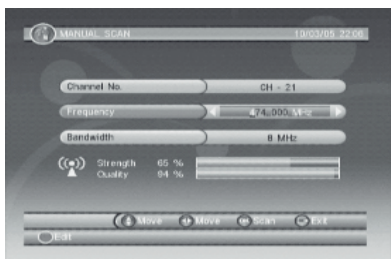 MANUAL SCAN 10/03/05 22:06
Channel No. CH - 21
Frequency 474.000 MHz
Bandwidth 8 MHz
Strength 65 %
Quality 94 %
Move Move Scan Exit
Edit